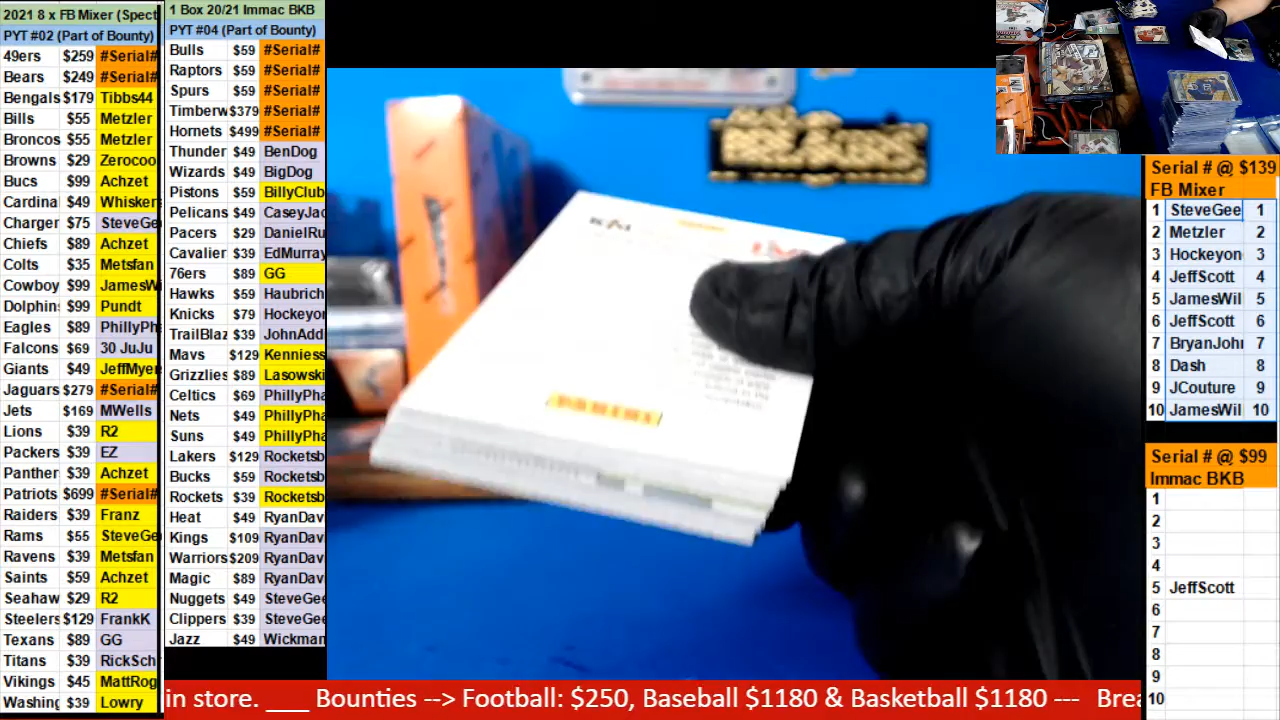 2021 8 x FB Mixer (Spect
PYT #02 (Part of Bounty)
49ers $259 #Serial#
Bears $249 #Serial#
Bengals $179 Tibbs44
Bills $55 Metzler
Broncos $55 Metzler
Browns $29 Zerocoo
Bucs $99 Achzet
Cardina $49 Whisker
Charger $75 SteveGe
Chiefs $89 Achzet
Colts $35 Metsfan
Cowboy $99 JamesW
Dolphin $99 Pundt
Eagles $89 PhillyPh
Falcons $69 30 JuJu
Giants $49 JeffMyer
Jaguars $279 #Serial#
Jets $169 MWells
Lions $39 R2
Packers $39 EZ
Panther $39 Achzet
Patriots $699 #Serial#
Raiders $39 Franz
Rams $55 SteveGe
Ravens $39 Metsfan
Saints $59 Achzet
Seahaw $29 R2
Steelers $129 FrankK
Texans $89 GG
Titans $39 RickSch
Vikings $45 MattRog
Washing $39 Lowry
1 Box 20/21 Immac BKB
PYT #04 (Part of Bounty)
Bulls $59 #Serial#
Raptors $59 #Serial#
Spurs $59 #Serial#
Timberw $379 #Serial#
Hornets $499 #Serial#
Thunder $49 BenDog
Wizards $49 BigDog
Pistons $59 BillyClub
Pelicans $49 CaseyJac
Pacers $29 DanielRu
Cavalier $39 EdMurray
76ers $89 GG
Hawks $59 Haubrich
Knicks $79 Hockeyor
TrailBlaz $39 JohnAdd
Mavs $129 Kenniess
Grizzlies $89 Lasowski
Celtics $69 PhillyPha
Nets $49 PhillyPha
Suns $49 PhillyPha
Lakers $129 Rocketsb
Bucks $59 Rocketsb
Rockets $39 Rocketsb
Heat $49 RyanDav
Kings $109 RyanDav
Warriors $209 RyanDav
Magic $89 RyanDav
Nuggets $49 SteveGee
Clippers $39 SteveGee
Jazz $49 Wickman
PANINI
Serial # @ $139
FB Mixer
1 SteveGee 1
2 Metzler 2
3 Hockeyon 3
4 JeffScott 4
5 JamesWil 5
6 JeffScott 6
7 BryanJohr 7
8 Dash 8
9 JCouture 9
10 JamesWil 10
Serial # @ $99
Immac BKB
1
2
3
4
5 JeffScott
6
7
8
9
10
in store. ___ Bounties --> Football: $250, Baseball $1180 & Basketball $1180 --- Brea